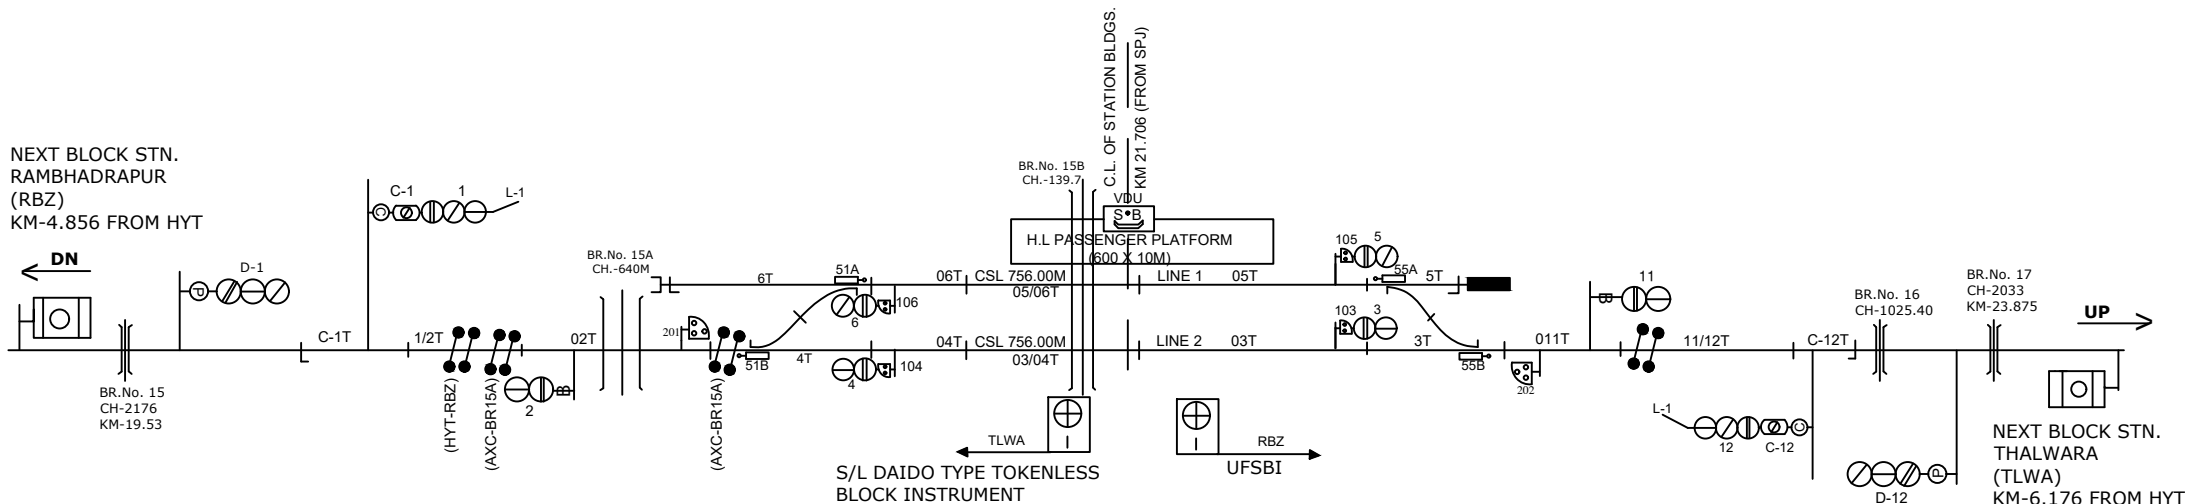 C.L. OF STATION BLDGS.
KM 21.706 (FROM SPJ)
NEXT BLOCK STN.
RAMBHADRAPUR
(RBZ)
KM-4.856 FROM HYT
DN
D-1
P
C-1
1
L-1
C
BR.No. 15
CH-2176
KM-19.53
C-1T
1/2T
02T
(HYT-RBZ)
(AXC-BR15A)
2
B
BR.No. 15A
CH.-640M
201
(AXC-BR15A)
6T
51A
51B
4T
6
106
4
104
06T
CSL 756.00M
05/06T
LINE 1
05T
04T
CSL 756.00M
03/04T
LINE 2
03T
BR.No. 15B
CH.-139.7
VDU
S B
H.L PASSENGER PLATFORM
(600 X 10M)
105
5
55A
5T
103
3
3T
55B
011T
202
11
B
11/12T
C-12T
BR.No. 16
CH-1025.40
BR.No. 17
CH-2033
KM-23.875
UP
L-1
12
C-12
C
D-12
P
TLWA
S/L DAIDO TYPE TOKENLESS
BLOCK INSTRUMENT
RBZ
UFSBI
NEXT BLOCK STN.
THALWARA
(TLWA)
KM-6.176 FROM HYT